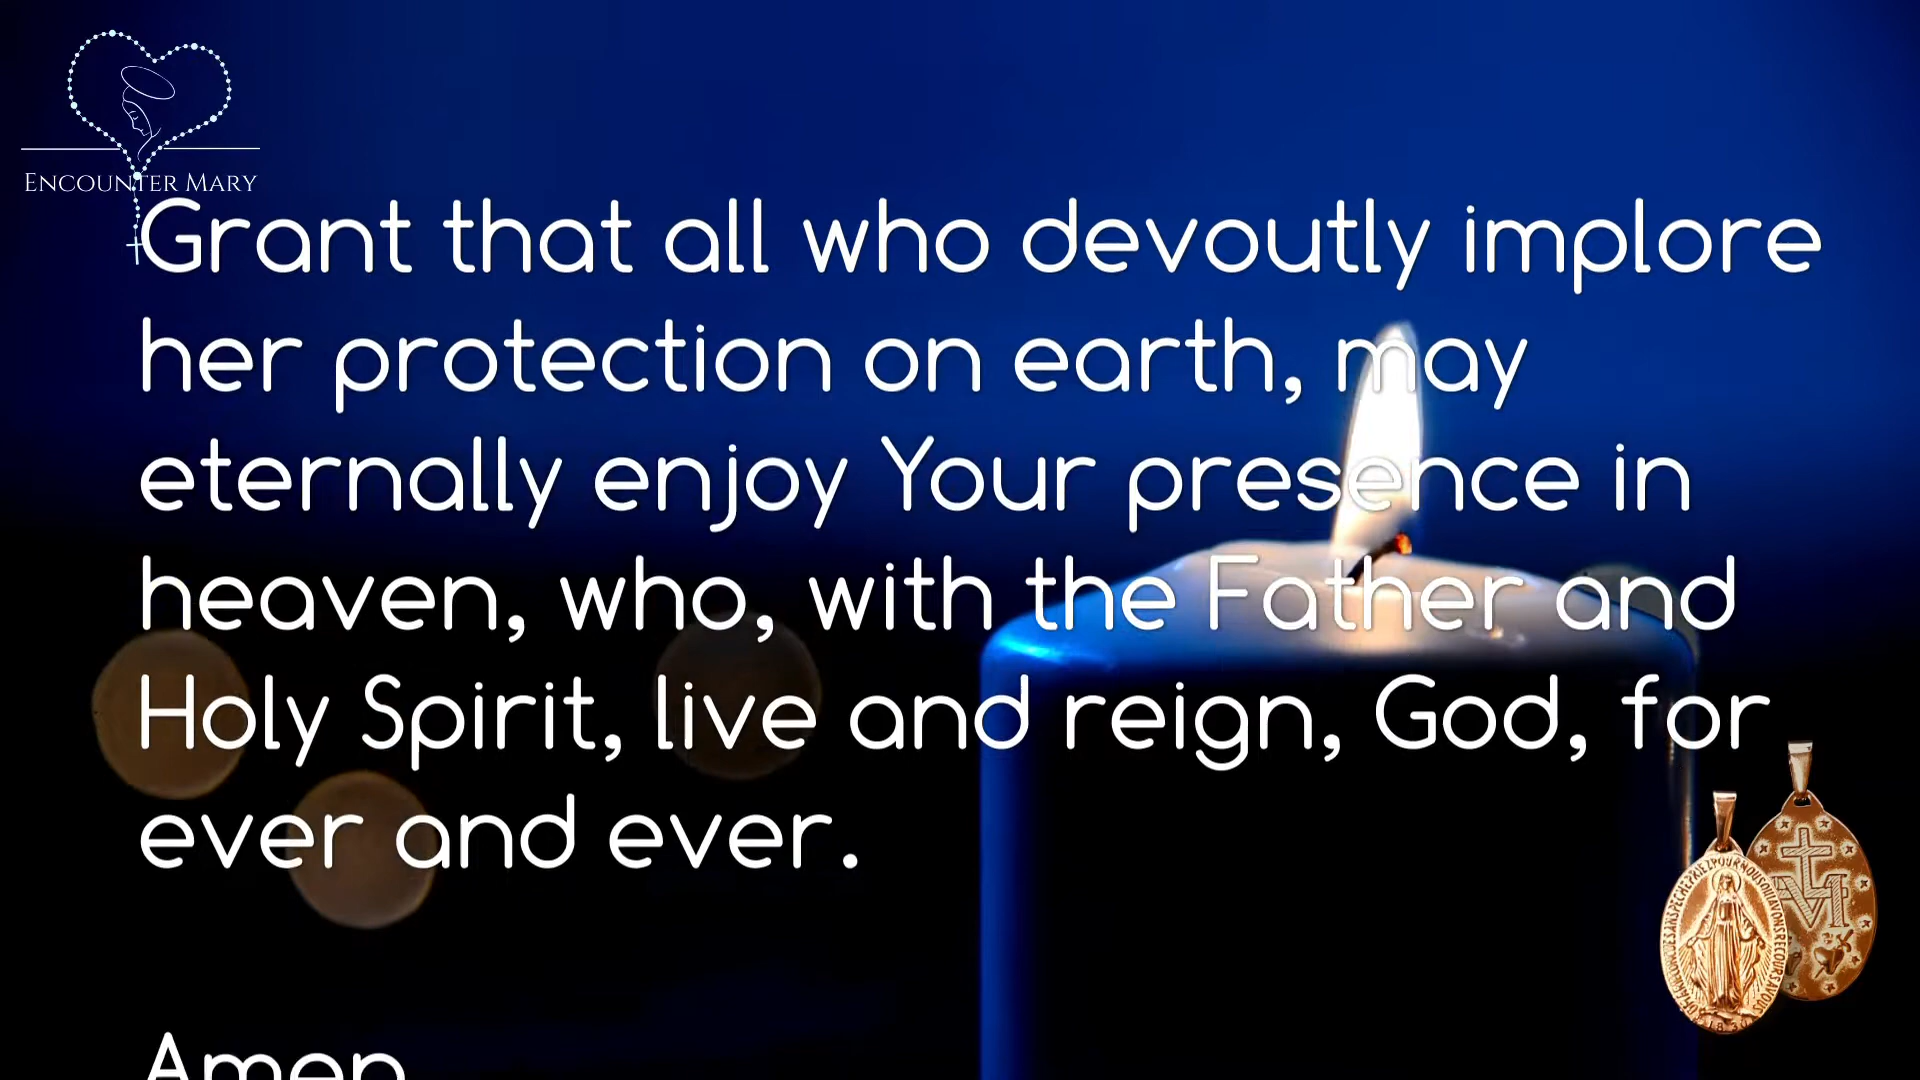 ENCOUNTER MARY
Grant that all who devoutly implore
her protection on earth, may
eternally enjoy Your presence in
heaven, who, with the Father and
Holy Spirit, live and reign, God, for
ever and ever.
Amen